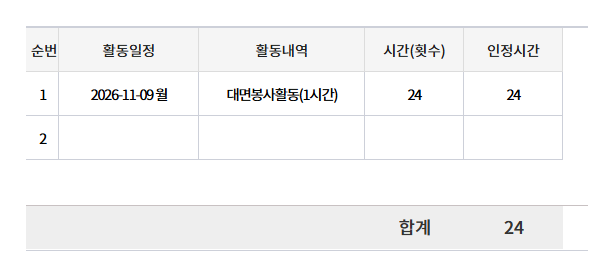 순번 활동일정 활동내역 시간(횟수) 인정시간
1 2026-11-09 월 대면봉사활동(1시간) 24 24
2
합계 24